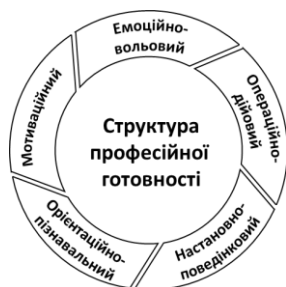 Емоційно-
вольовий
Операційно-
дійовий
Настановно-
поведінковий
Орієнтаційно-
пізнавальний
Мотиваційний
Структура
професійної
готовності